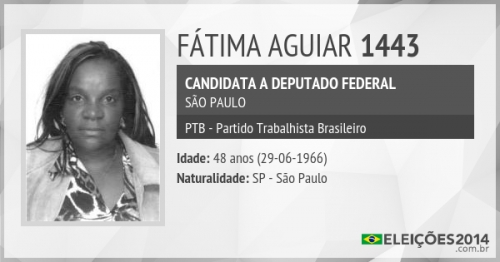 FÁTIMA AGUIAR 1443
CANDIDATA A DEPUTADO FEDERAL
SÃO PAULO
PTB - Partido Trabalhista Brasileiro
Idade: 48 anos (29-06-1966)
Naturalidade: SP - São Paulo
ELEIÇÕES2014
.com.br